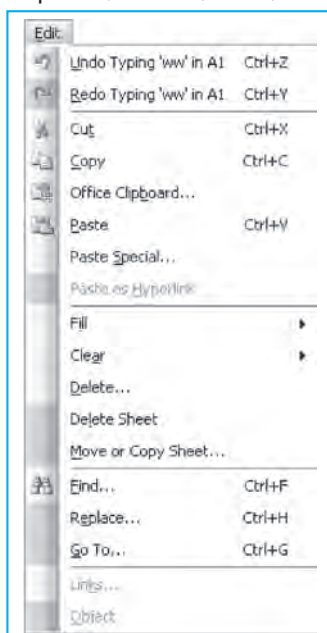 Edit
Undo Typing 'ww' in A1 Ctrl+Z
Redo Typing 'ww' in A1 Ctrl+Y
Cut Ctrl+X
Copy Ctrl+C
Office Clipboard...
Paste Ctrl+V
Paste Special...
Paste as Hyperlink
Fill
Clear
Delete...
Delete Sheet
Move or Copy Sheet...
Find... Ctrl+F
Replace... Ctrl+H
Go To... Ctrl+G
Links...
Object